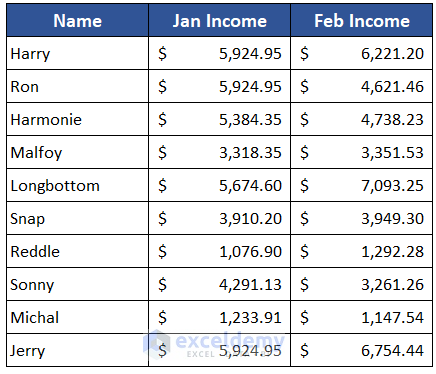 Name Jan Income Feb Income
Harry $ 5,924.95 $ 6,221.20
Ron $ 5,924.95 $ 4,621.46
Harmonie $ 5,384.35 $ 4,738.23
Malfoy $ 3,318.35 $ 3,351.53
Longbottom $ 5,674.60 $ 7,093.25
Snap $ 3,910.20 $ 3,949.30
Reddle $ 1,076.90 $ 1,292.28
Sonny $ 4,291.13 $ 3,261.26
Michal $ 1,233.91 $ 1,147.54
exceldemy
Jerry $ 5,924.95 $ 6,754.44